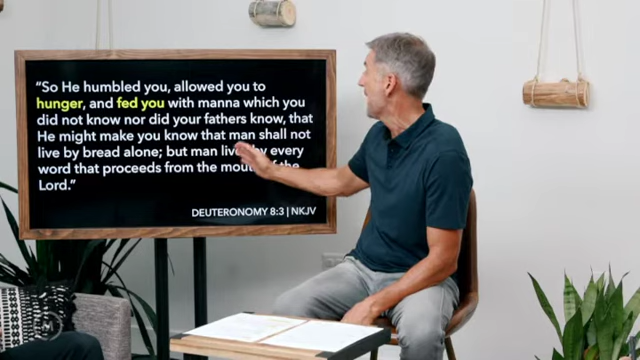 “So He humbled you, allowed you to
hunger, and fed you with manna which you
did not know nor did your fathers know, that
He might make you know that man shall not
live by bread alone; but man lives by every
word that proceeds from the mouth of the
Lord.”
DEUTERONOMY 8:3 | NKJV